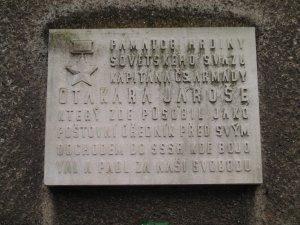 PAMÁTCE HRDINY
SOVĚTSKÉHO SVAZU
KAPITÁNA ČS. ARMÁDY
OTAKARA JAROŠE
KTERÝ ZDE PŮSOBIL JAKO
POŠTOVNÍ ÚŘEDNÍK PŘED SVÝM
ODCHODEM DO SSSR KDE BOJO
VAL A PADL ZA NAŠI SVOBODU